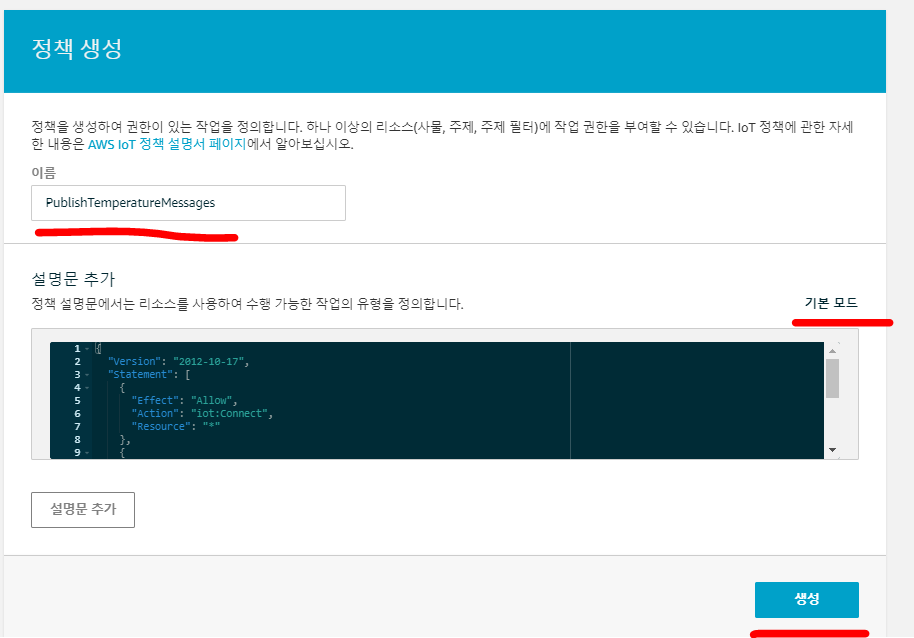 정책 생성
정책을 생성하여 권한이 있는 작업을 정의합니다. 하나 이상의 리소스(사물, 주제, 주제 필터)에 작업 권한을 부여할 수 있습니다. IoT 정책에 관한 자세
한 내용은 AWS IoT 정책 설명서 페이지에서 알아보십시오.
이름
PublishTemperatureMessages
설명문 추가
정책 설명문에서는 리소스를 사용하여 수행 가능한 작업의 유형을 정의합니다.
기본 모드
1 {
2 "Version": "2012-10-17",
3 "Statement": [
4 {
5 "Effect": "Allow",
6 "Action": "iot:Connect",
7 "Resource": "*"
8 },
9 {
설명문 추가
생성